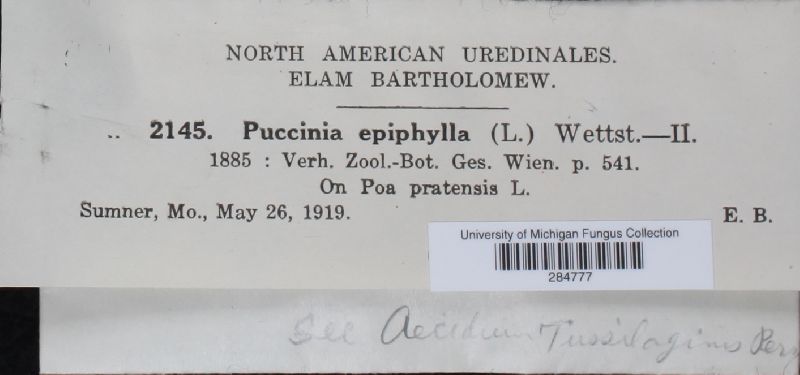 NORTH AMERICAN UREDINALES.
ELAM BARTHOLOMEW.
.. 2145. Puccinia epiphylla (L.) Wettst.—II.
1885 : Verh. Zool.-Bot. Ges. Wien. p. 541.
On Poa pratensis L.
Sumner, Mo., May 26, 1919. E. B.
University of Michigan Fungus Collection
284777
See Aecidium Tussilaginis Pers